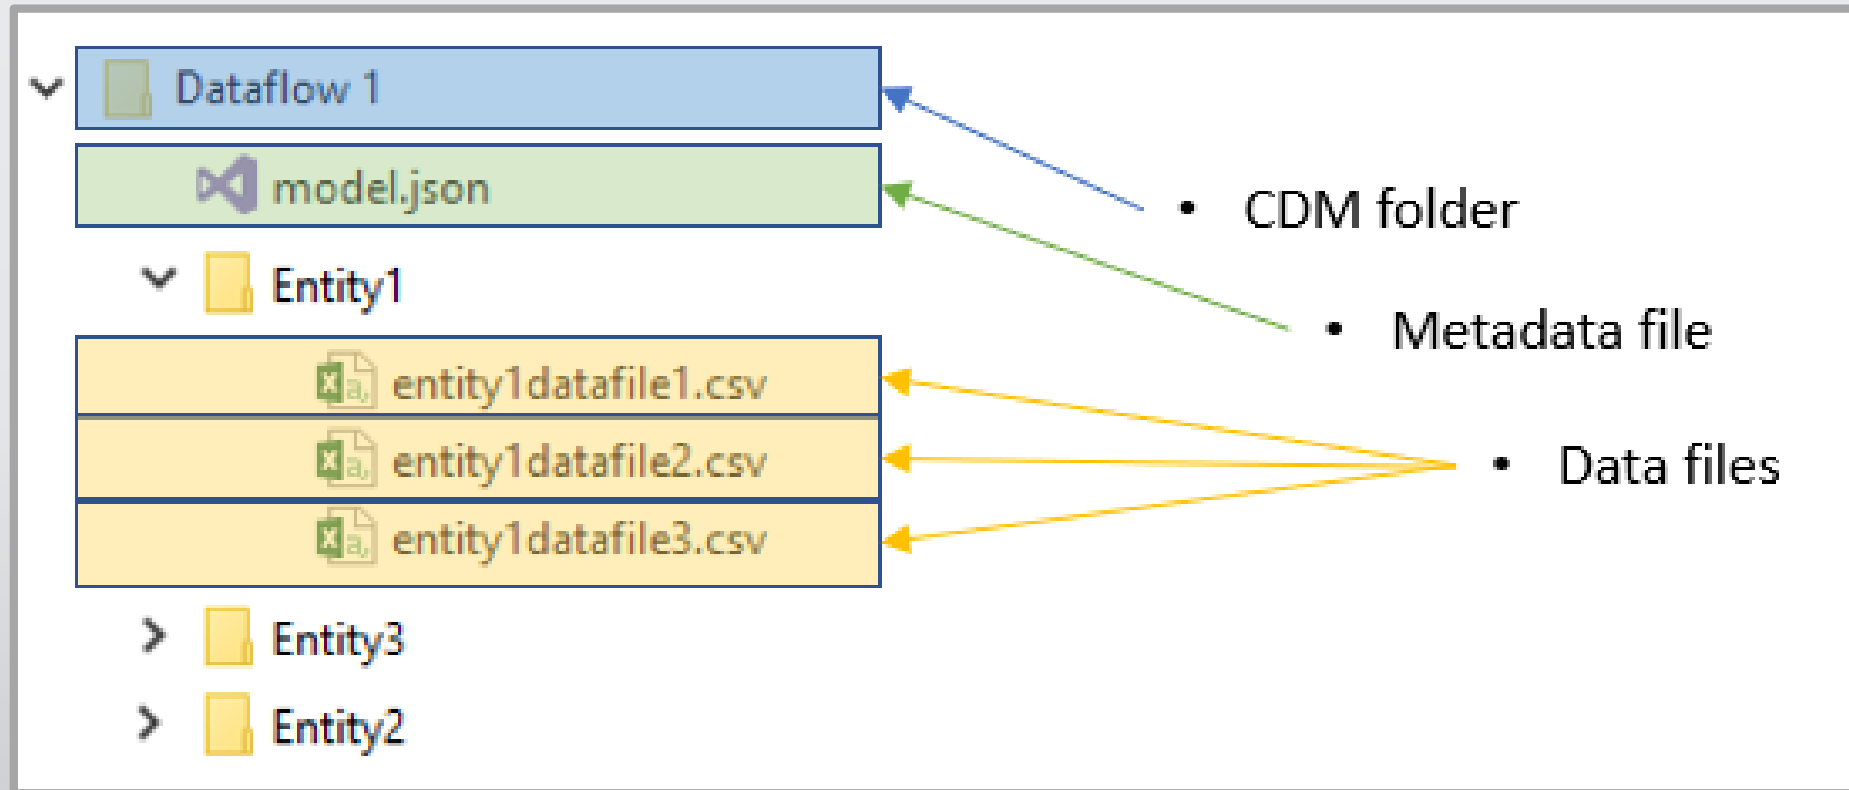 Dataflow 1
model.json
Entity1
entity1datafile1.csv
entity1datafile2.csv
entity1datafile3.csv
Entity3
Entity2
• CDM folder
• Metadata file
• Data files